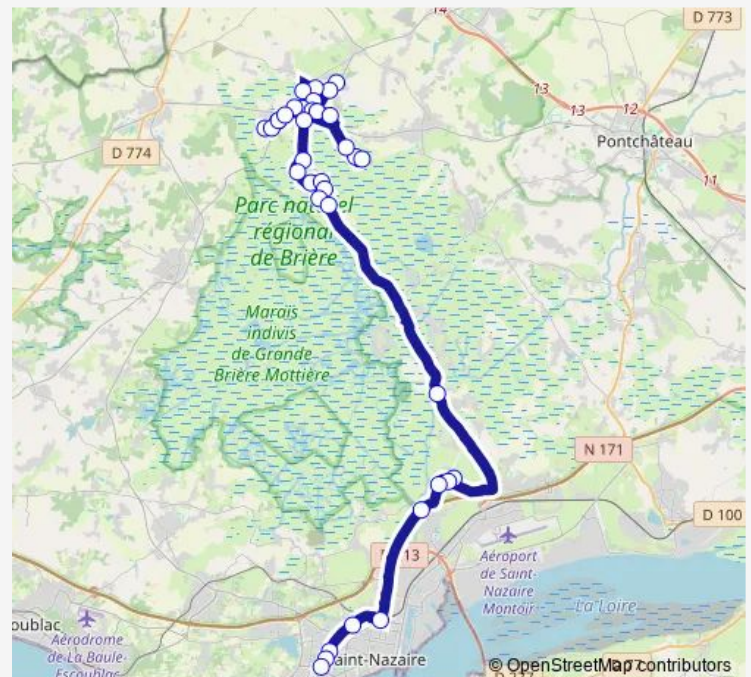 14
D 773
13
13
12
Pontchâteau
D 774
11
Parc nat
el
régional
de Brière
Marais
indivis
de Grande
Brière Mottière
N 171
D 100
13
Aéroport
de Saint-
Nazaire
Montoir
La Loire
oublac
Aérodrome
de La Baule-
Escoublac
aint-Nazaire
© OpenStreetMap contributors